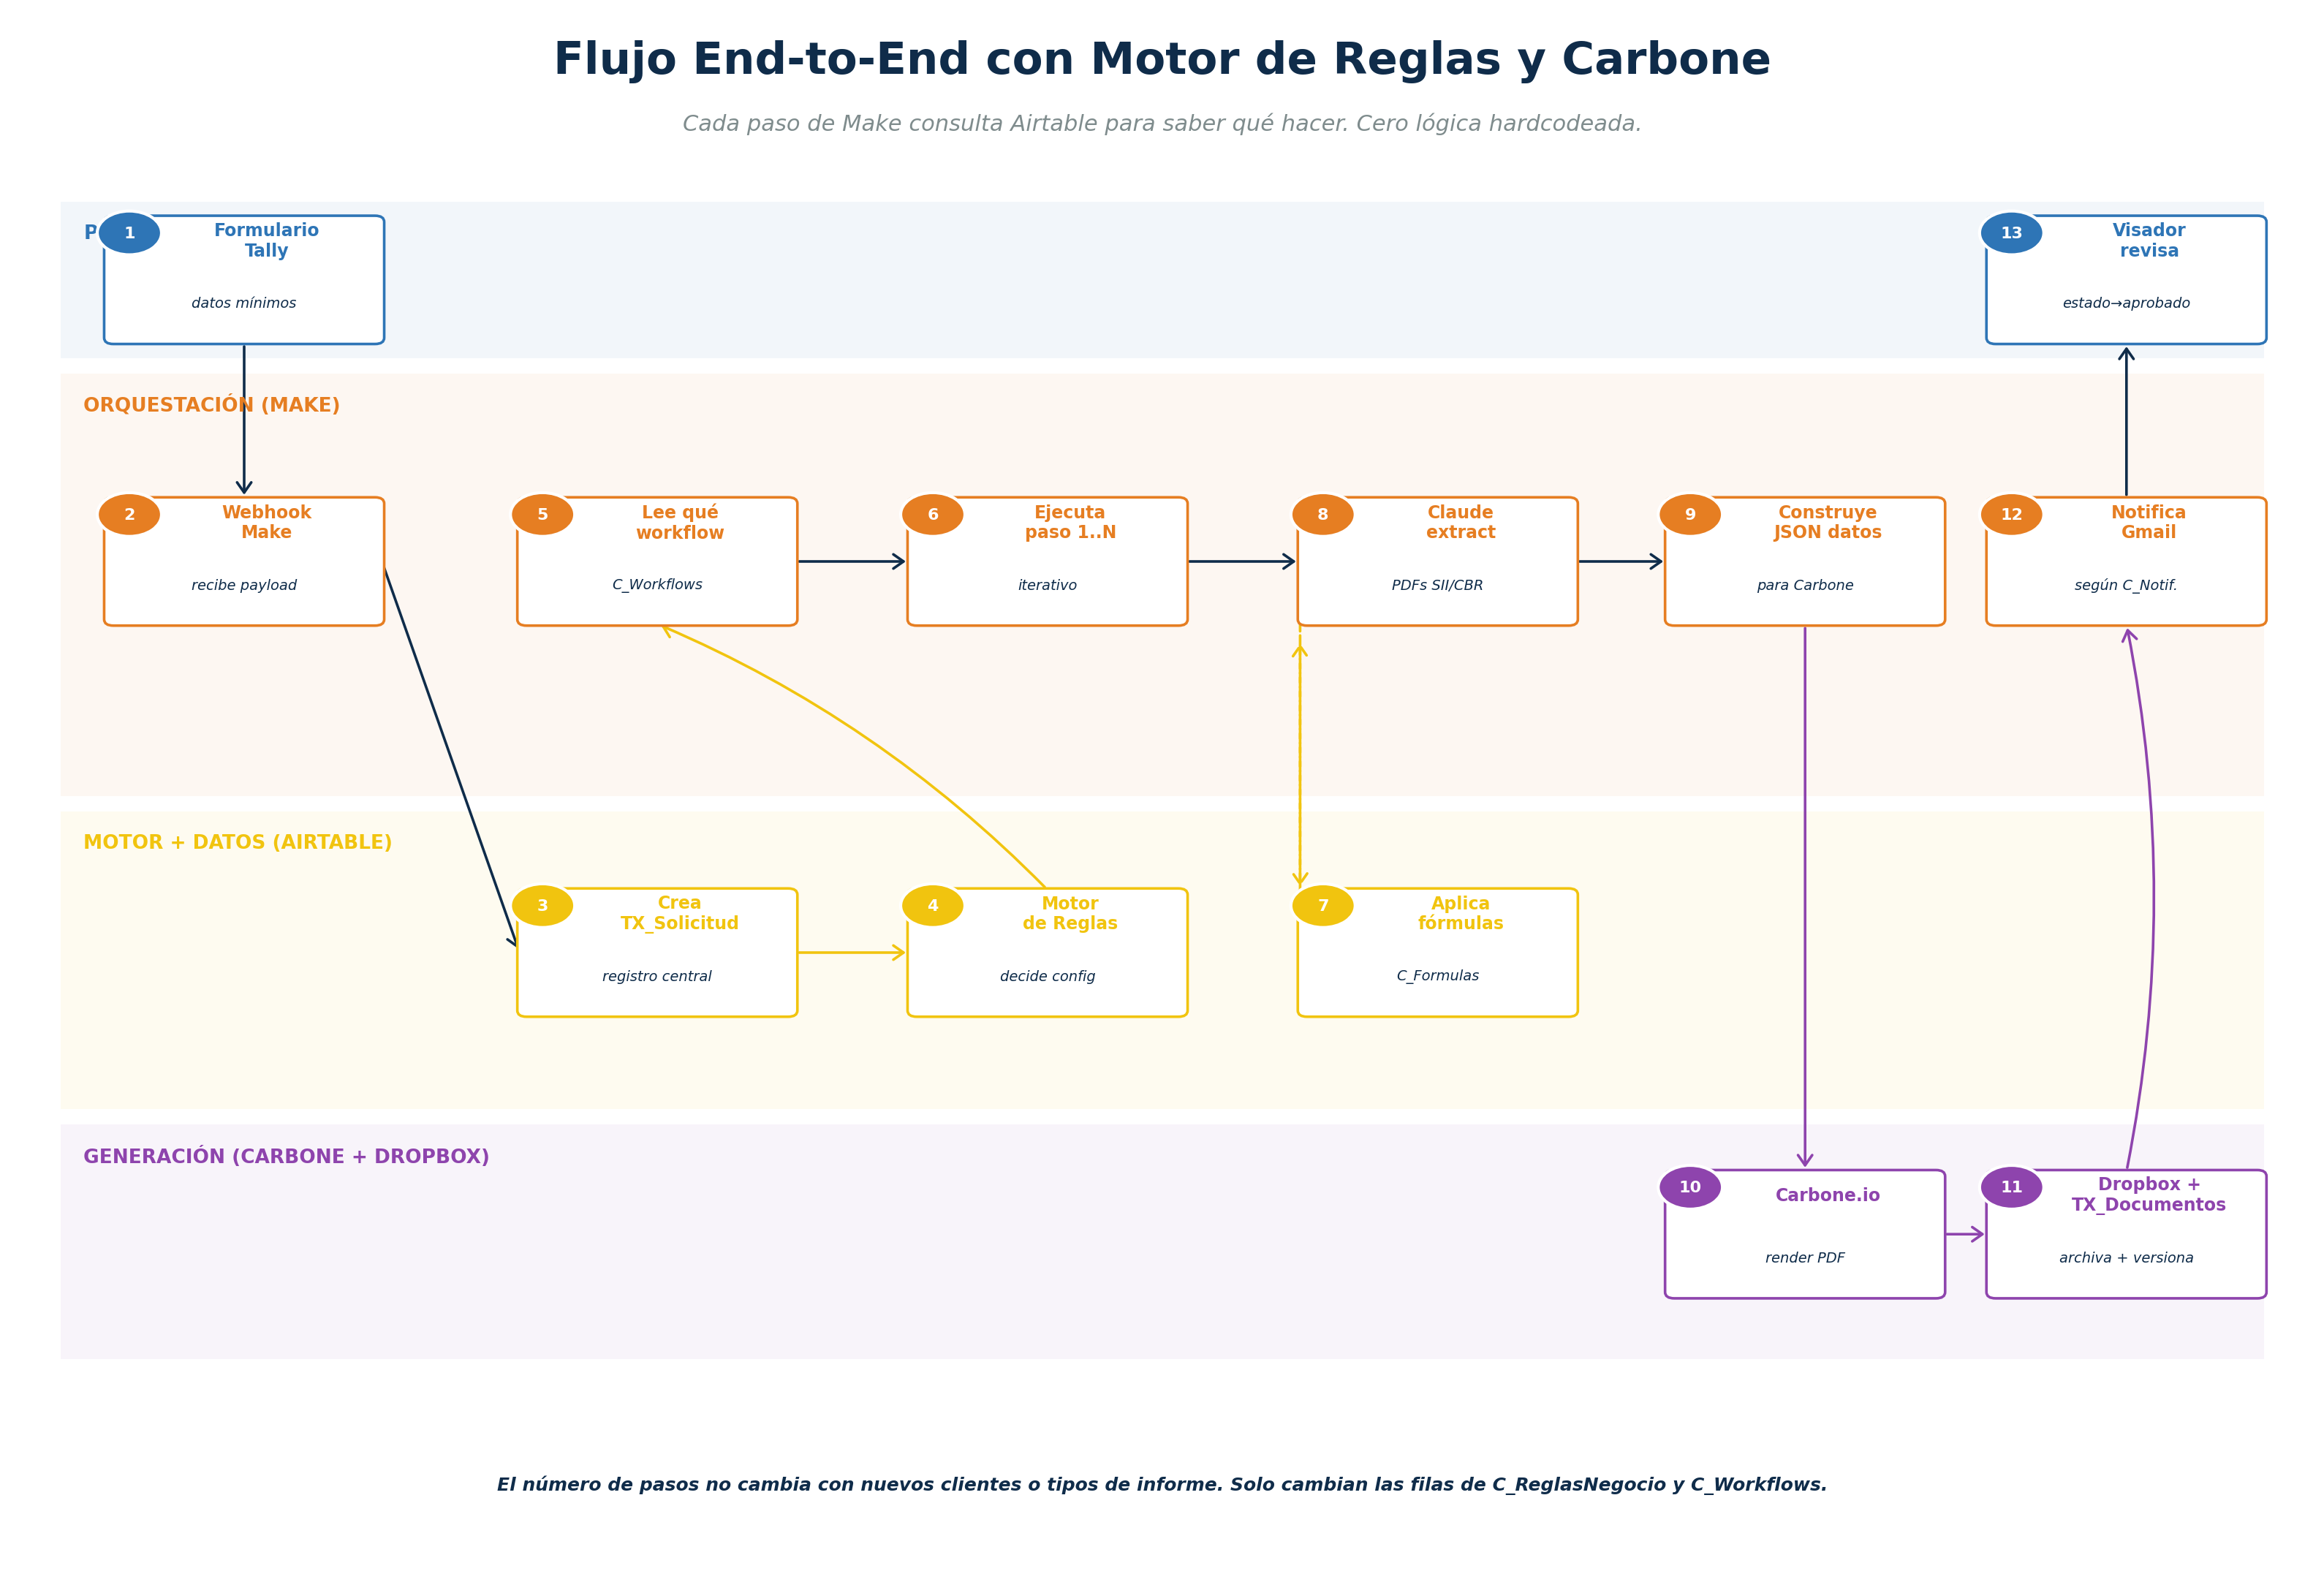 Flujo End-to-End con Motor de Reglas y Carbone
Cada paso de Make consulta Airtable para saber qué hacer. Cero lógica hardcodeada.
1
Formulario
Tally
datos mínimos
13
Visador
revisa
estado→aprobado
ORQUESTACIÓN (MAKE)
2
Webhook
Make
recibe payload
5
Lee qué
workflow
C_Workflows
6
Ejecuta
paso 1..N
iterativo
8
Claude
extract
PDFs SII/CBR
9
Construye
JSON datos
para Carbone
12
Notifica
Gmail
según C_Notif.
MOTOR + DATOS (AIRTABLE)
3
Crea
TX_Solicitud
registro central
4
Motor
de Reglas
decide config
7
Aplica
fórmulas
C_Formulas
GENERACIÓN (CARBONE + DROPBOX)
10
Carbone.io
render PDF
11
Dropbox +
TX_Documentos
archiva + versiona
El número de pasos no cambia con nuevos clientes o tipos de informe. Solo cambian las filas de C_ReglasNegocio y C_Workflows.